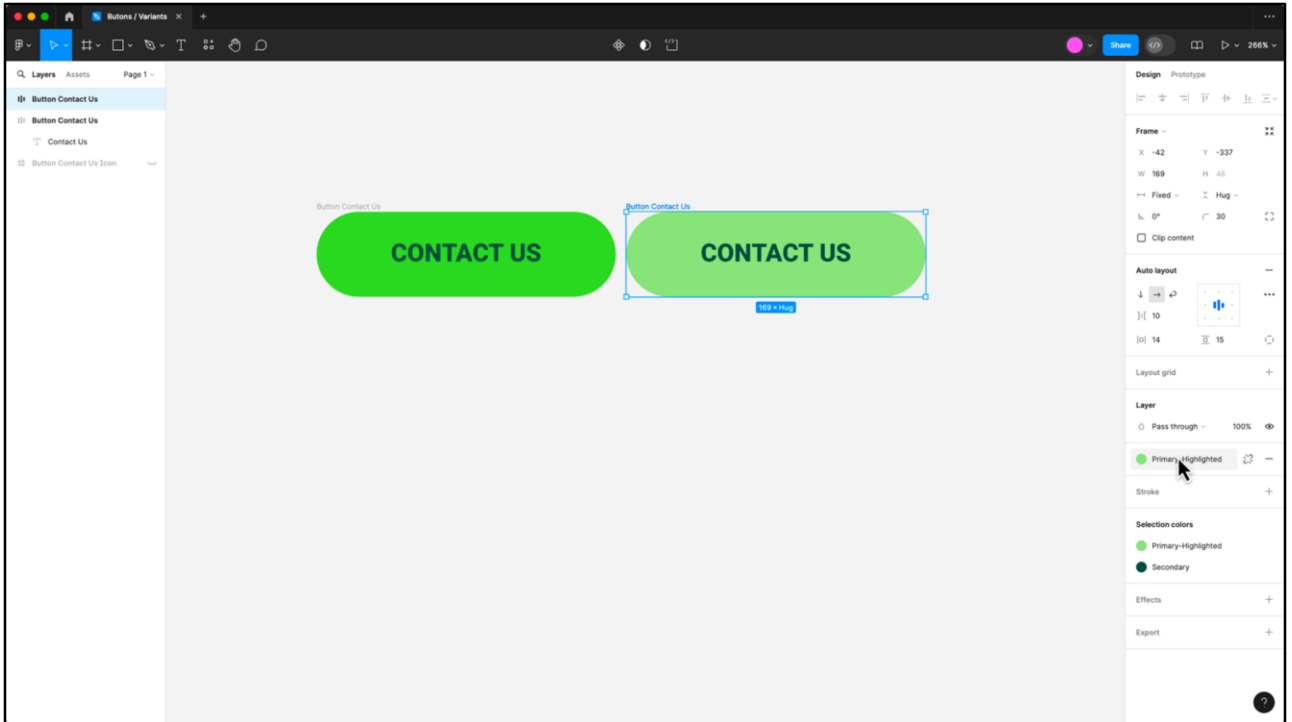 Butons / Variants
Share
266%
Layers Assets Page 1
Button Contact Us
Button Contact Us
Contact Us
Button Contact Us Icon
Button Contact Us
CONTACT US
Button Contact Us
CONTACT US
169 × Hug
Design Prototype
Frame
X -42 Y -337
W 169 H 48
Fixed Hug
0° 30
Clip content
Auto layout
10
14 15
Layout grid
Layer
Pass through 100%
Primary-Highlighted
Stroke
Selection colors
Primary-Highlighted
Secondary
Effects
Export
?